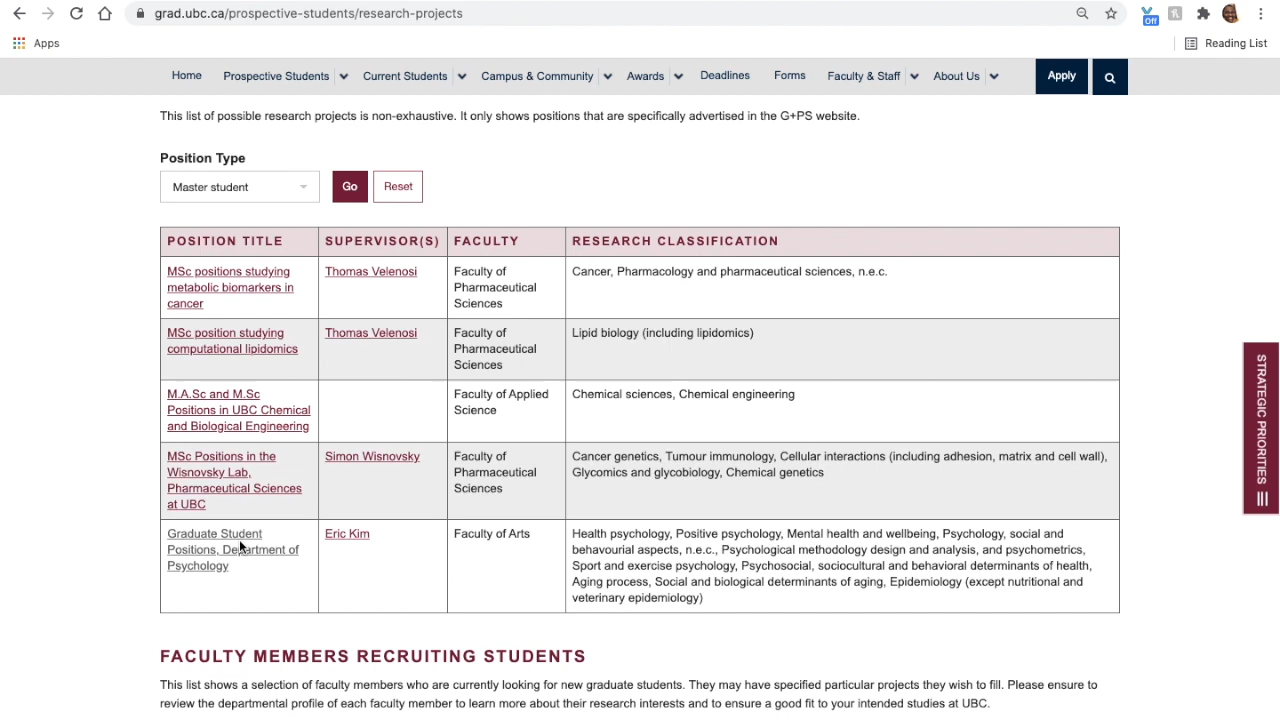 grad.ubc.ca/prospective-students/research-projects
Off
Apps
Reading List
Home Prospective Students Current Students Campus & Community Awards Deadlines Forms Faculty & Staff About Us Apply
This list of possible research projects is non-exhaustive. It only shows positions that are specifically advertised in the G+PS website.
Position Type
Master student Go Reset
POSITION TITLE SUPERVISOR(S) FACULTY RESEARCH CLASSIFICATION
MSc positions studying
metabolic biomarkers in
cancer
Thomas Velenosi
Faculty of
Pharmaceutical
Sciences
Cancer, Pharmacology and pharmaceutical sciences, n.e.c.
MSc position studying
computational lipidomics
Thomas Velenosi
Faculty of
Pharmaceutical
Sciences
Lipid biology (including lipidomics)
M.A.Sc and M.Sc
Positions in UBC Chemical
and Biological Engineering
Faculty of Applied
Science
Chemical sciences, Chemical engineering
MSc Positions in the
Wisnovsky Lab,
Pharmaceutical Sciences
at UBC
Simon Wisnovsky
Faculty of
Pharmaceutical
Sciences
Cancer genetics, Tumour immunology, Cellular interactions (including adhesion, matrix and cell wall),
Glycomics and glycobiology, Chemical genetics
Graduate Student
Positions, Department of
Psychology
Eric Kim
Faculty of Arts
Health psychology, Positive psychology, Mental health and wellbeing, Psychology, social and
behavourial aspects, n.e.c., Psychological methodology design and analysis, and psychometrics,
Sport and exercise psychology, Psychosocial, sociocultural and behavioral determinants of health,
Aging process, Social and biological determinants of aging, Epidemiology (except nutritional and
veterinary epidemiology)
STRATEGIC PRIORITIES
FACULTY MEMBERS RECRUITING STUDENTS
This list shows a selection of faculty members who are currently looking for new graduate students. They may have specified particular projects they wish to fill. Please ensure to
review the departmental profile of each faculty member to learn more about their research interests and to ensure a good fit to your intended studies at UBC.